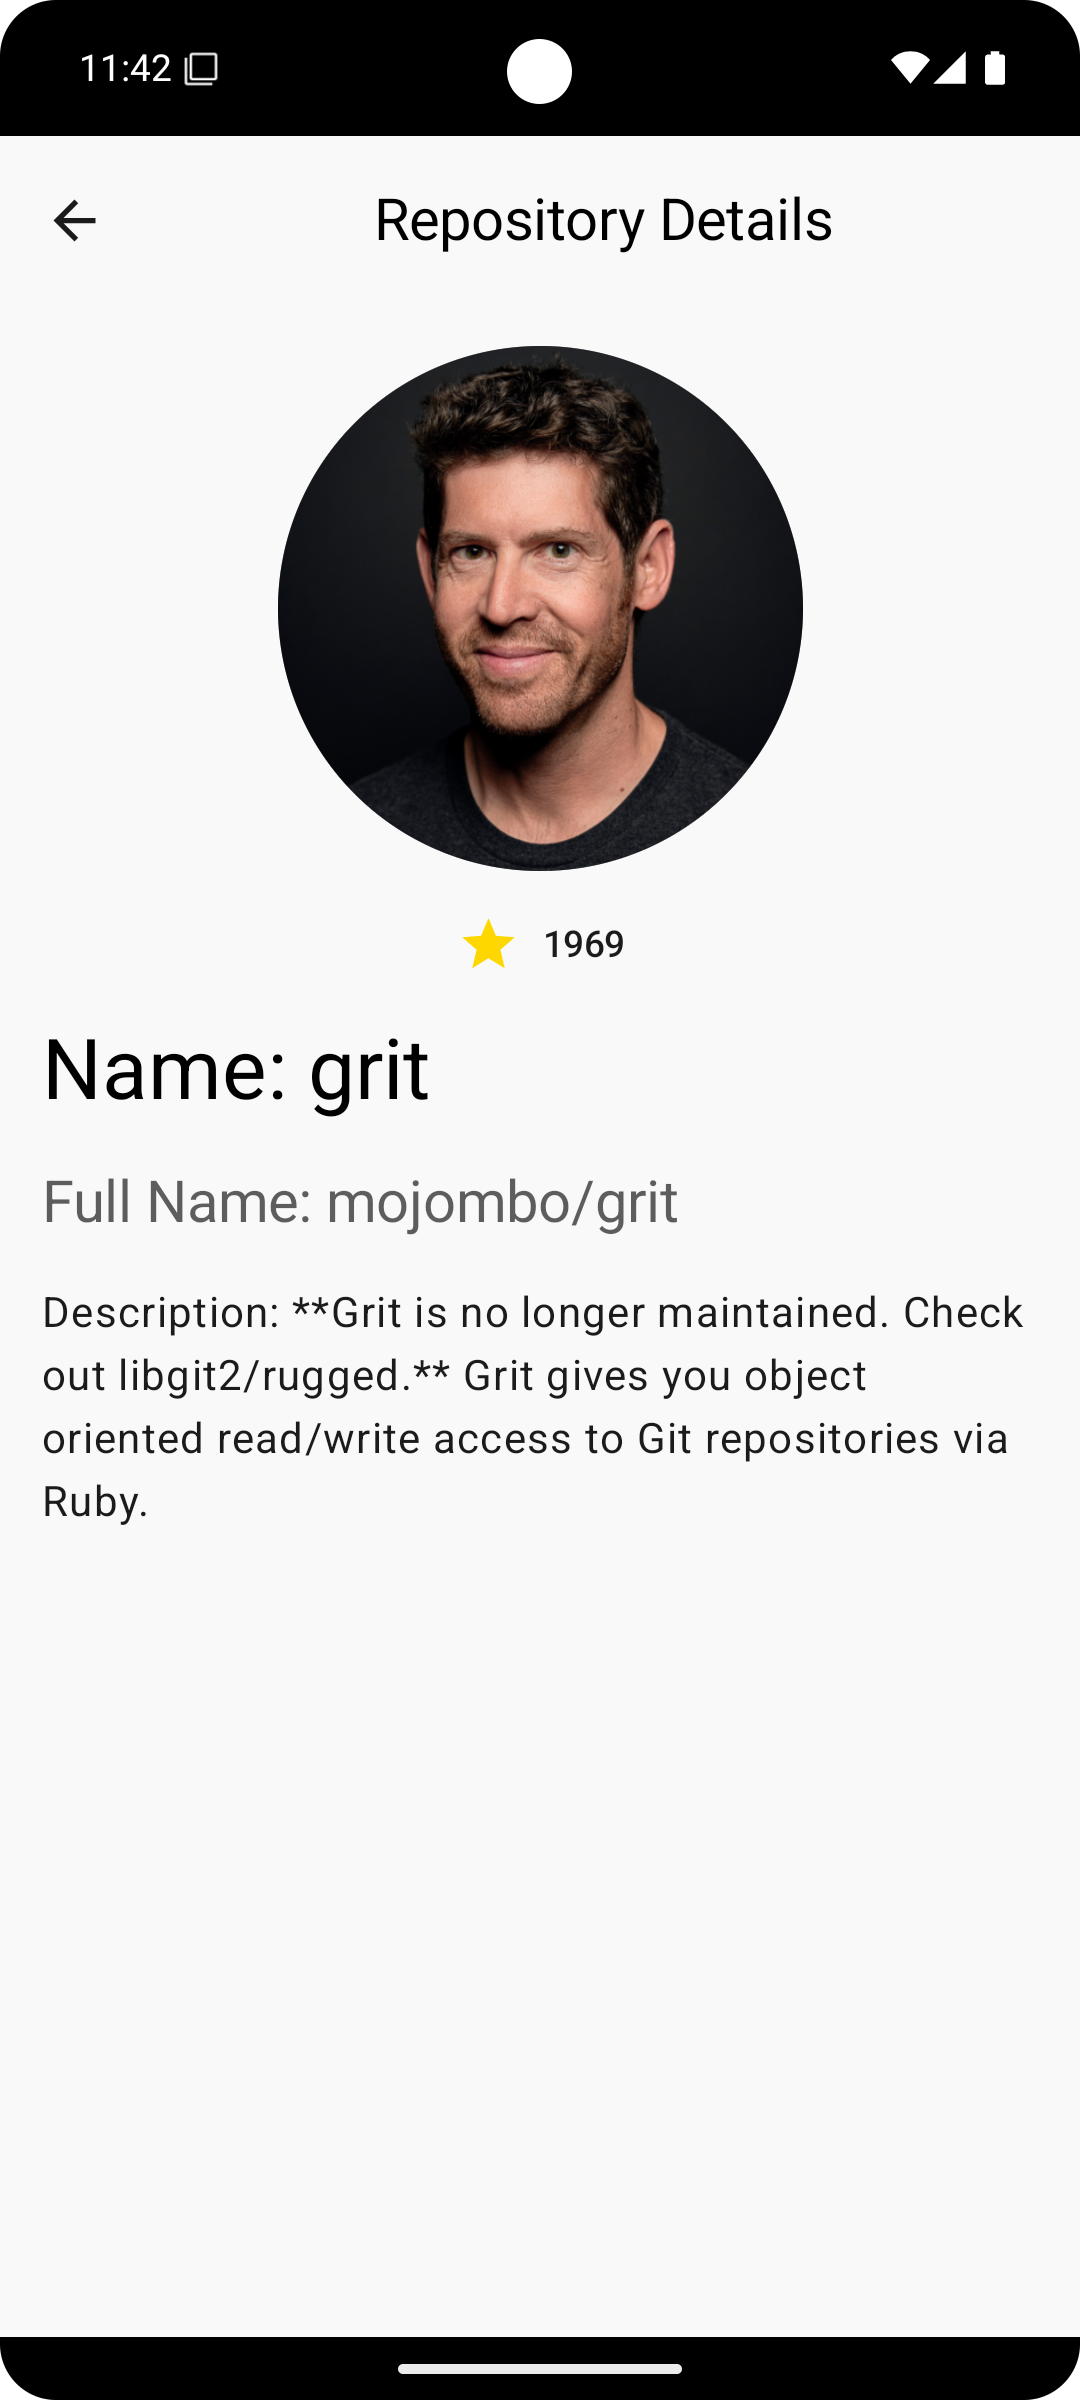 11:42
Repository Details
1969
Name: grit
Full Name: mojombo/grit
Description: **Grit is no longer maintained. Check
out libgit2/rugged.** Grit gives you object
oriented read/write access to Git repositories via
Ruby.